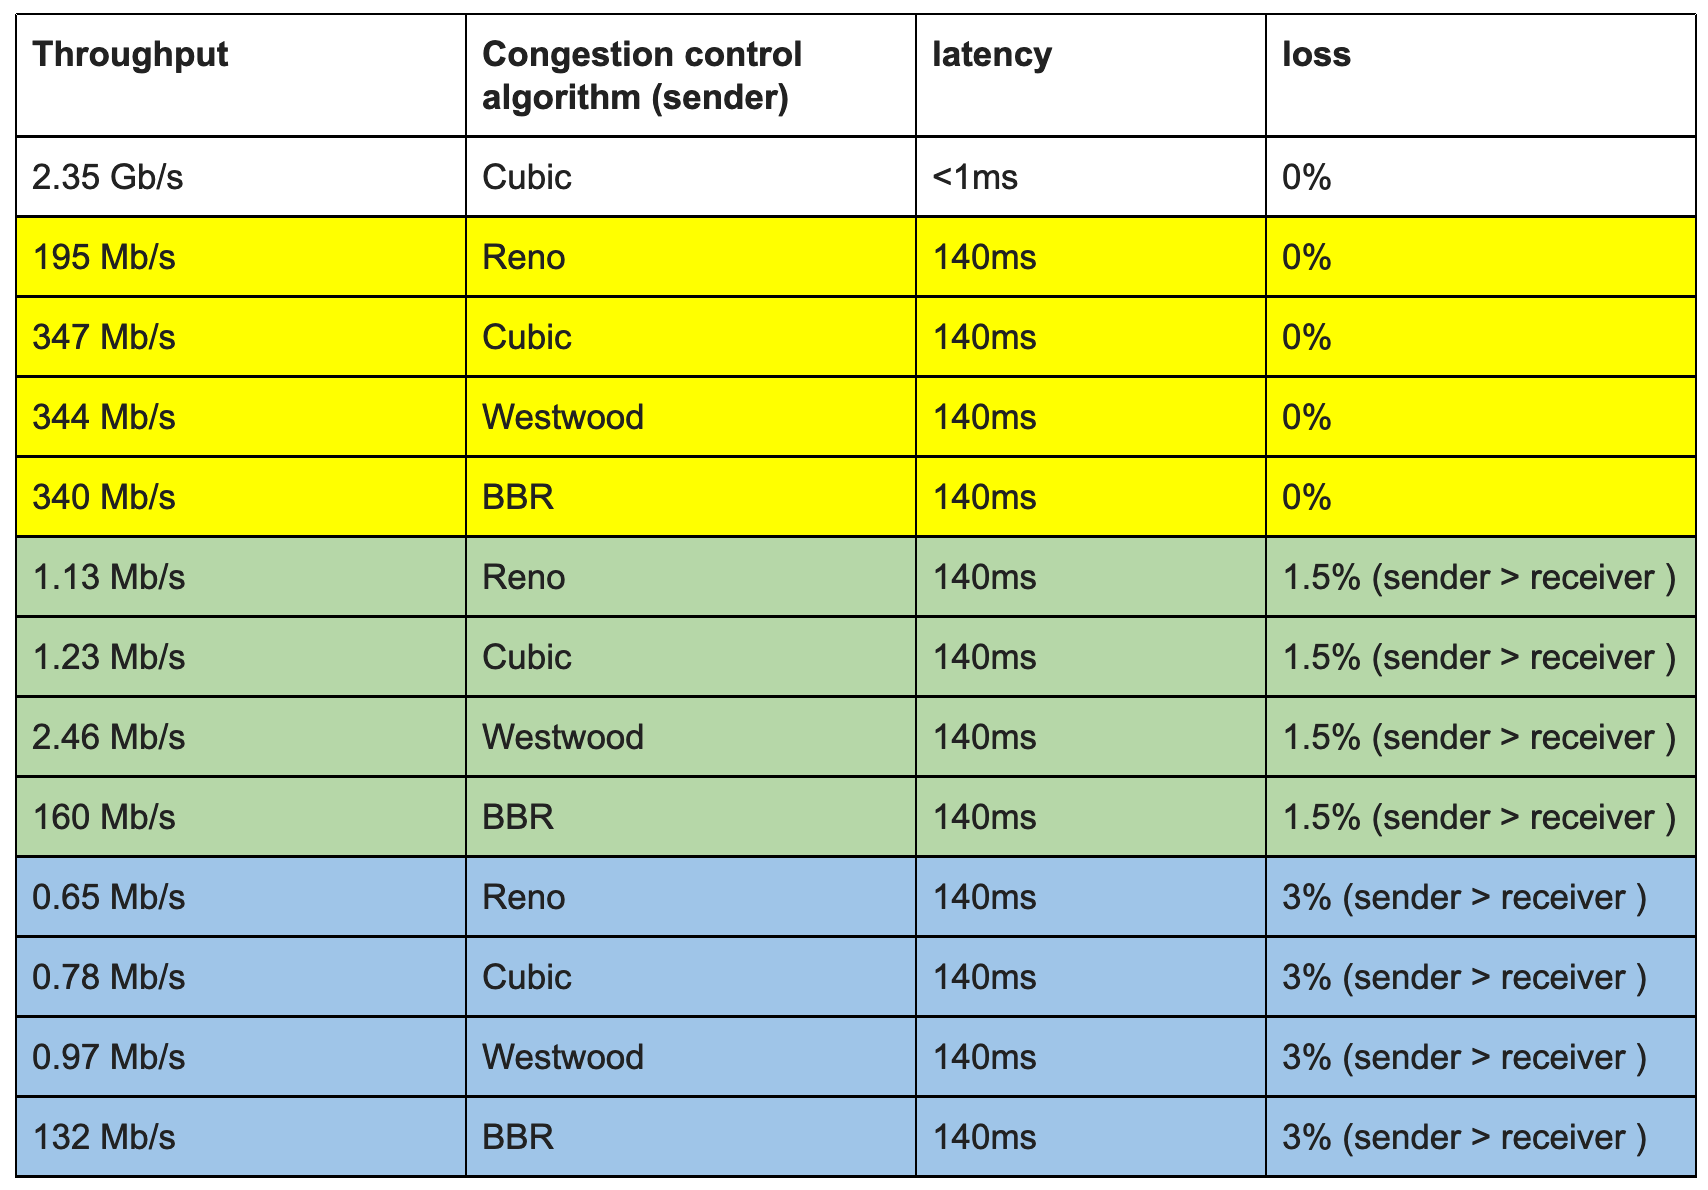 Throughput Congestion control algorithm (sender) latency loss
2.35 Gb/s Cubic <1ms 0%
195 Mb/s Reno 140ms 0%
347 Mb/s Cubic 140ms 0%
344 Mb/s Westwood 140ms 0%
340 Mb/s BBR 140ms 0%
1.13 Mb/s Reno 140ms 1.5% (sender > receiver )
1.23 Mb/s Cubic 140ms 1.5% (sender > receiver )
2.46 Mb/s Westwood 140ms 1.5% (sender > receiver )
160 Mb/s BBR 140ms 1.5% (sender > receiver )
0.65 Mb/s Reno 140ms 3% (sender > receiver )
0.78 Mb/s Cubic 140ms 3% (sender > receiver )
0.97 Mb/s Westwood 140ms 3% (sender > receiver )
132 Mb/s BBR 140ms 3% (sender > receiver )